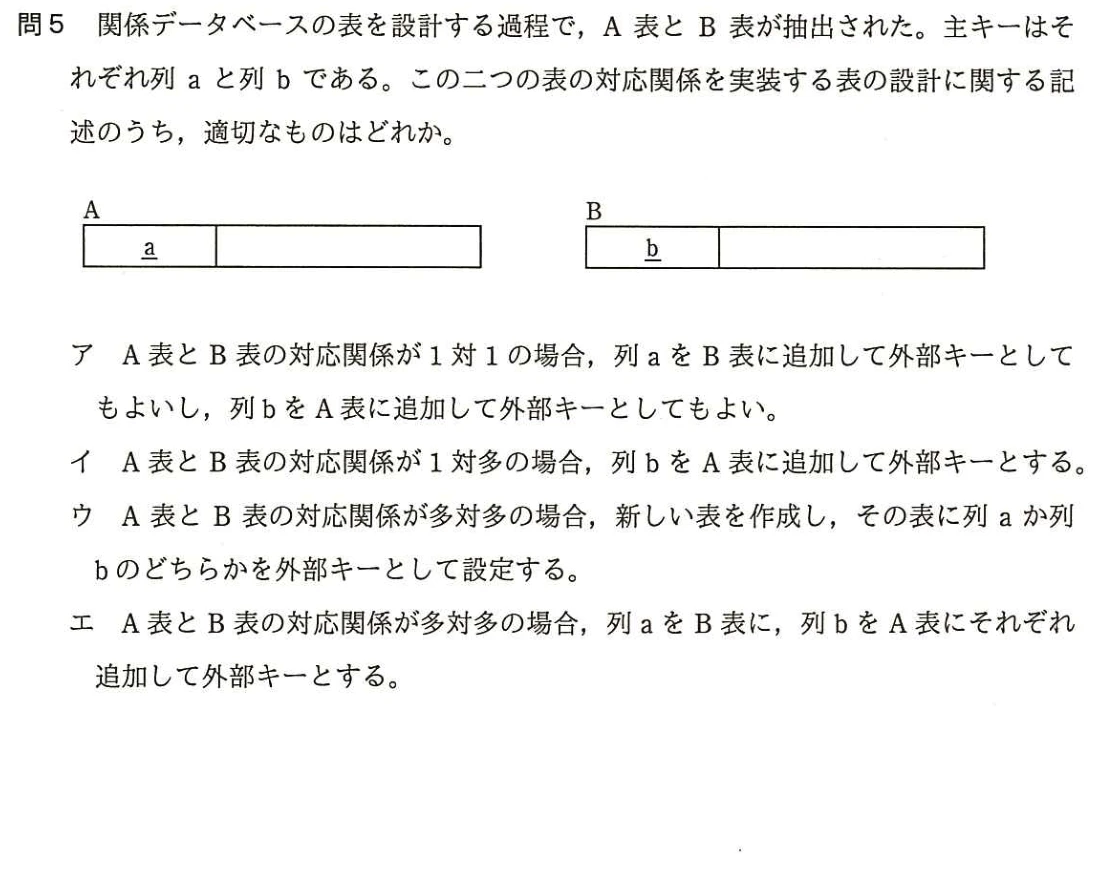 問5 関係データベースの表を設計する過程で，A 表と B 表が抽出された。主キーはそ
れぞれ列 a と列 b である。この二つの表の対応関係を実装する表の設計に関する記
述のうち，適切なものはどれか。
A B
a b
ア A 表と B 表の対応関係が 1 対 1 の場合，列 a を B 表に追加して外部キーとして
もよいし，列 b を A 表に追加して外部キーとしてもよい。
イ A 表と B 表の対応関係が 1 対多の場合，列 b を A 表に追加して外部キーとする。
ウ A 表と B 表の対応関係が多対多の場合，新しい表を作成し，その表に列 a か列
b のどちらかを外部キーとして設定する。
エ A 表と B 表の対応関係が多対多の場合，列 a を B 表に，列 b を A 表にそれぞれ
追加して外部キーとする。